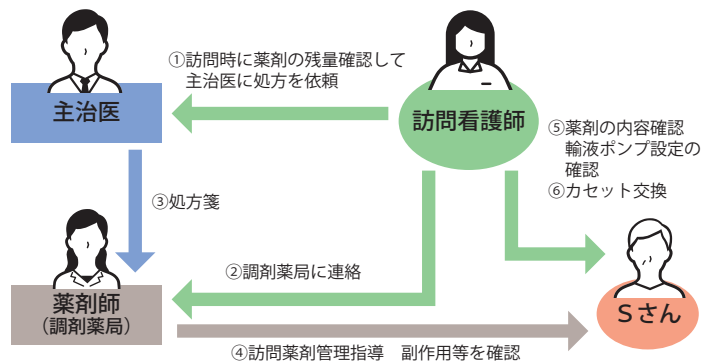 ①訪問時に薬剤の残量確認して
主治医に処方を依頼
主治医
訪問看護師
⑤薬剤の内容確認
輸液ポンプ設定の
確認
⑥カセット交換
③処方箋
②調剤薬局に連絡
薬剤師
（調剤薬局）
Sさん
④訪問薬剤管理指導　副作用等を確認